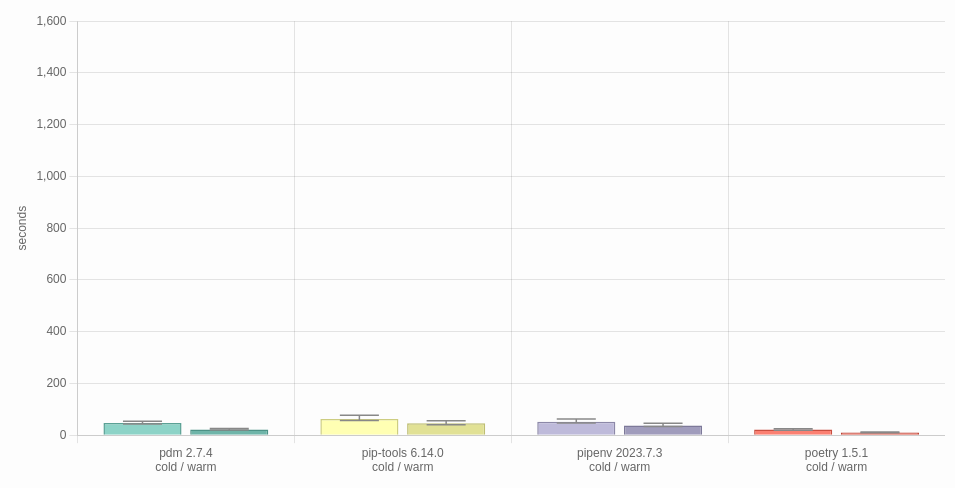 1,600
1,400
1,200
1,000
800
600
400
200
0
seconds
pdm 2.7.4
cold / warm
pip-tools 6.14.0
cold / warm
pipenv 2023.7.3
cold / warm
poetry 1.5.1
cold / warm